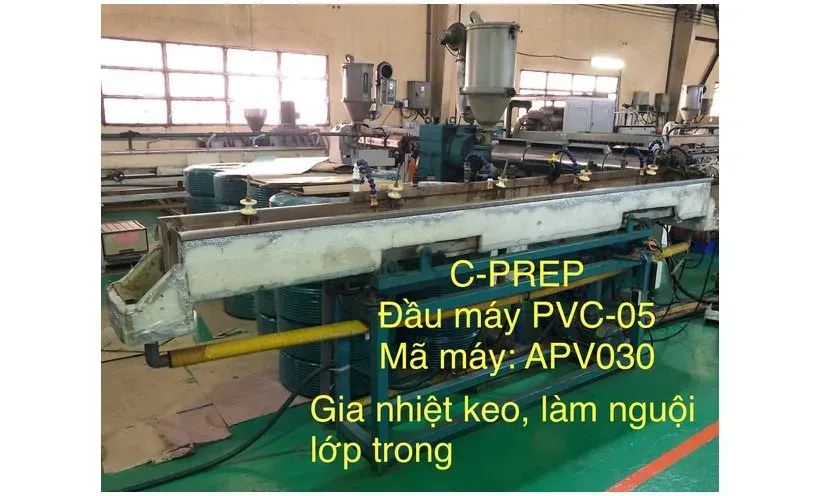 C-PREP
Đầu máy PVC-05
Mã máy: APV030
Gia nhiệt keo, làm nguội
lớp trong